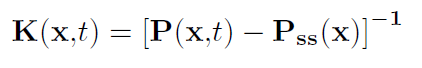 K(x,t) = [P(x,t) − Pss(x)]⁻¹